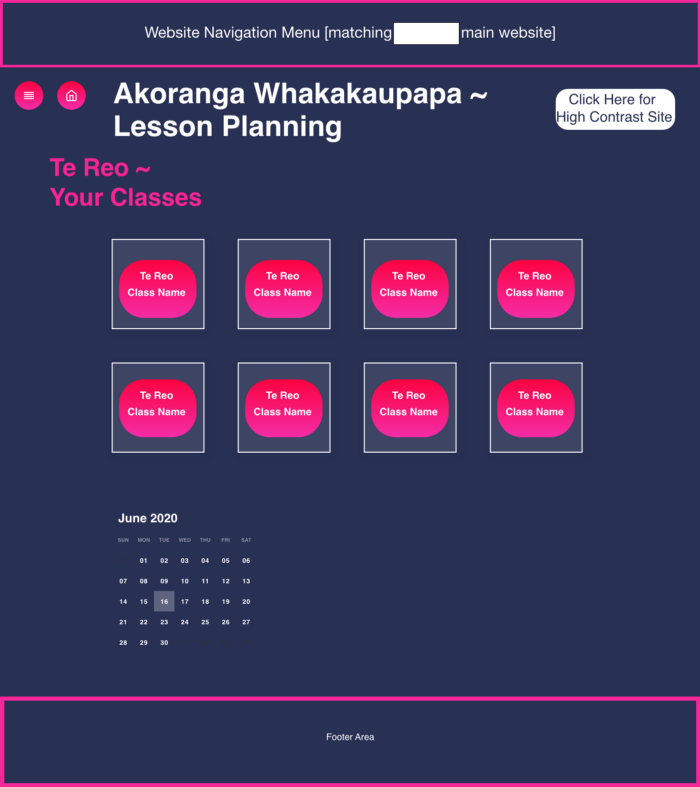 Website Navigation Menu [matching main website]
Akoranga Whakakaupapa ~
Lesson Planning
Click Here for
High Contrast Site
Te Reo ~
Your Classes
Te Reo Te Reo Te Reo Te Reo
Class Name Class Name Class Name Class Name
Te Reo Te Reo Te Reo Te Reo
Class Name Class Name Class Name Class Name
June 2020
SUN MON TUE WED THU FRI SAT
01 02 03 04 05 06
07 08 09 10 11 12 13
14 15 16 17 18 19 20
21 22 23 24 25 26 27
28 29 30
Footer Area